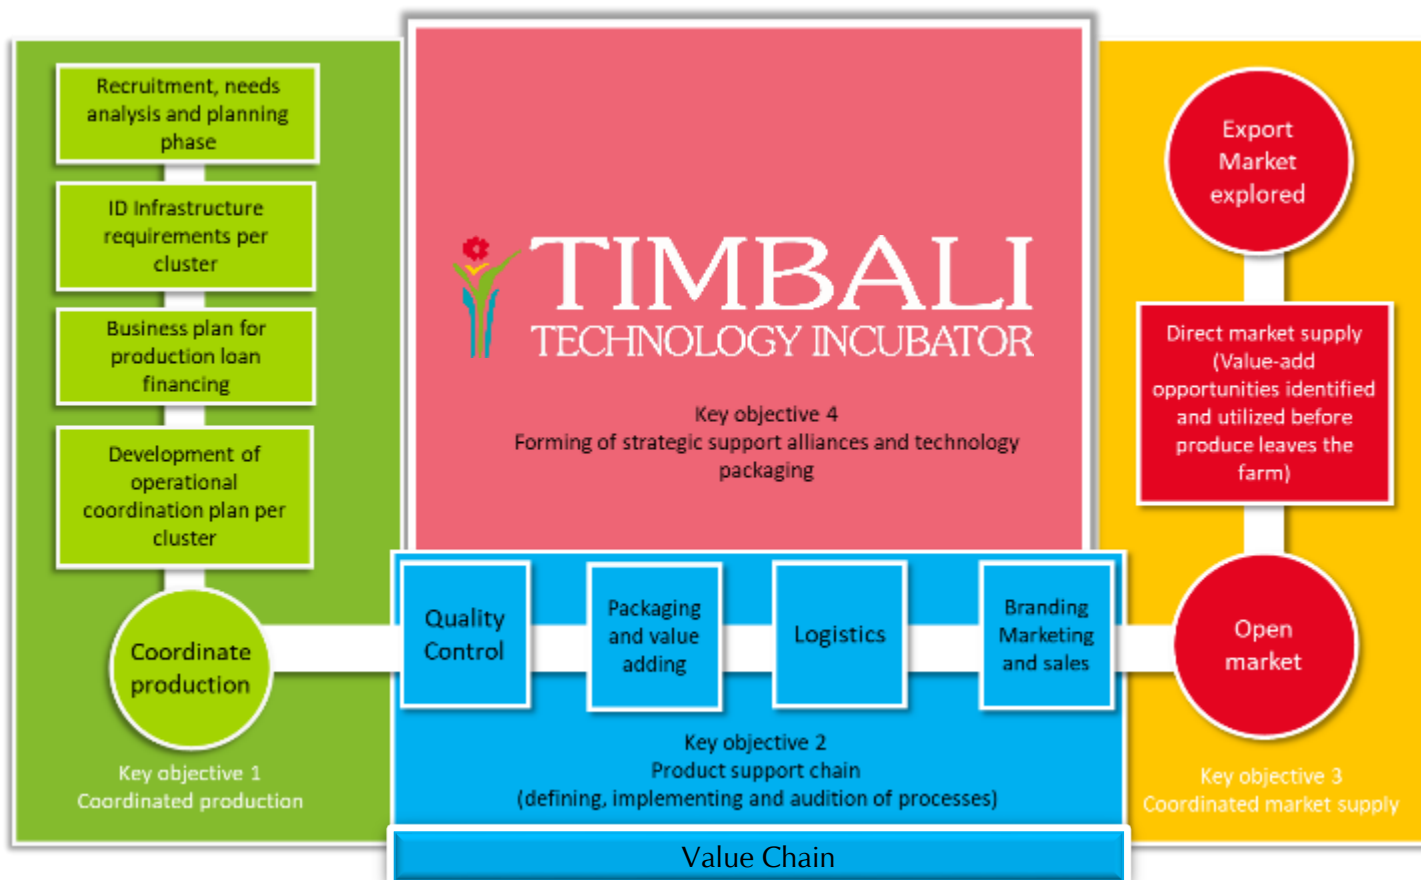 Recruitment, needs
analysis and planning
phase
ID Infrastructure
requirements per
cluster
Business plan for
production loan
financing
Development of
operational
coordination plan per
cluster
Coordinate
production
Key objective 1
Coordinated production
TIMBALI
TECHNOLOGY INCUBATOR
Key objective 4
Forming of strategic support alliances and technology
packaging
Quality
Control
Packaging
and value
adding
Logistics
Branding
Marketing
and sales
Key objective 2
Product support chain
(defining, implementing and audition of processes)
Value Chain
Export
Market
explored
Direct market supply
(Value-add
opportunities identified
and utilized before
produce leaves the
farm)
Open
market
Key objective 3
Coordinated market supply